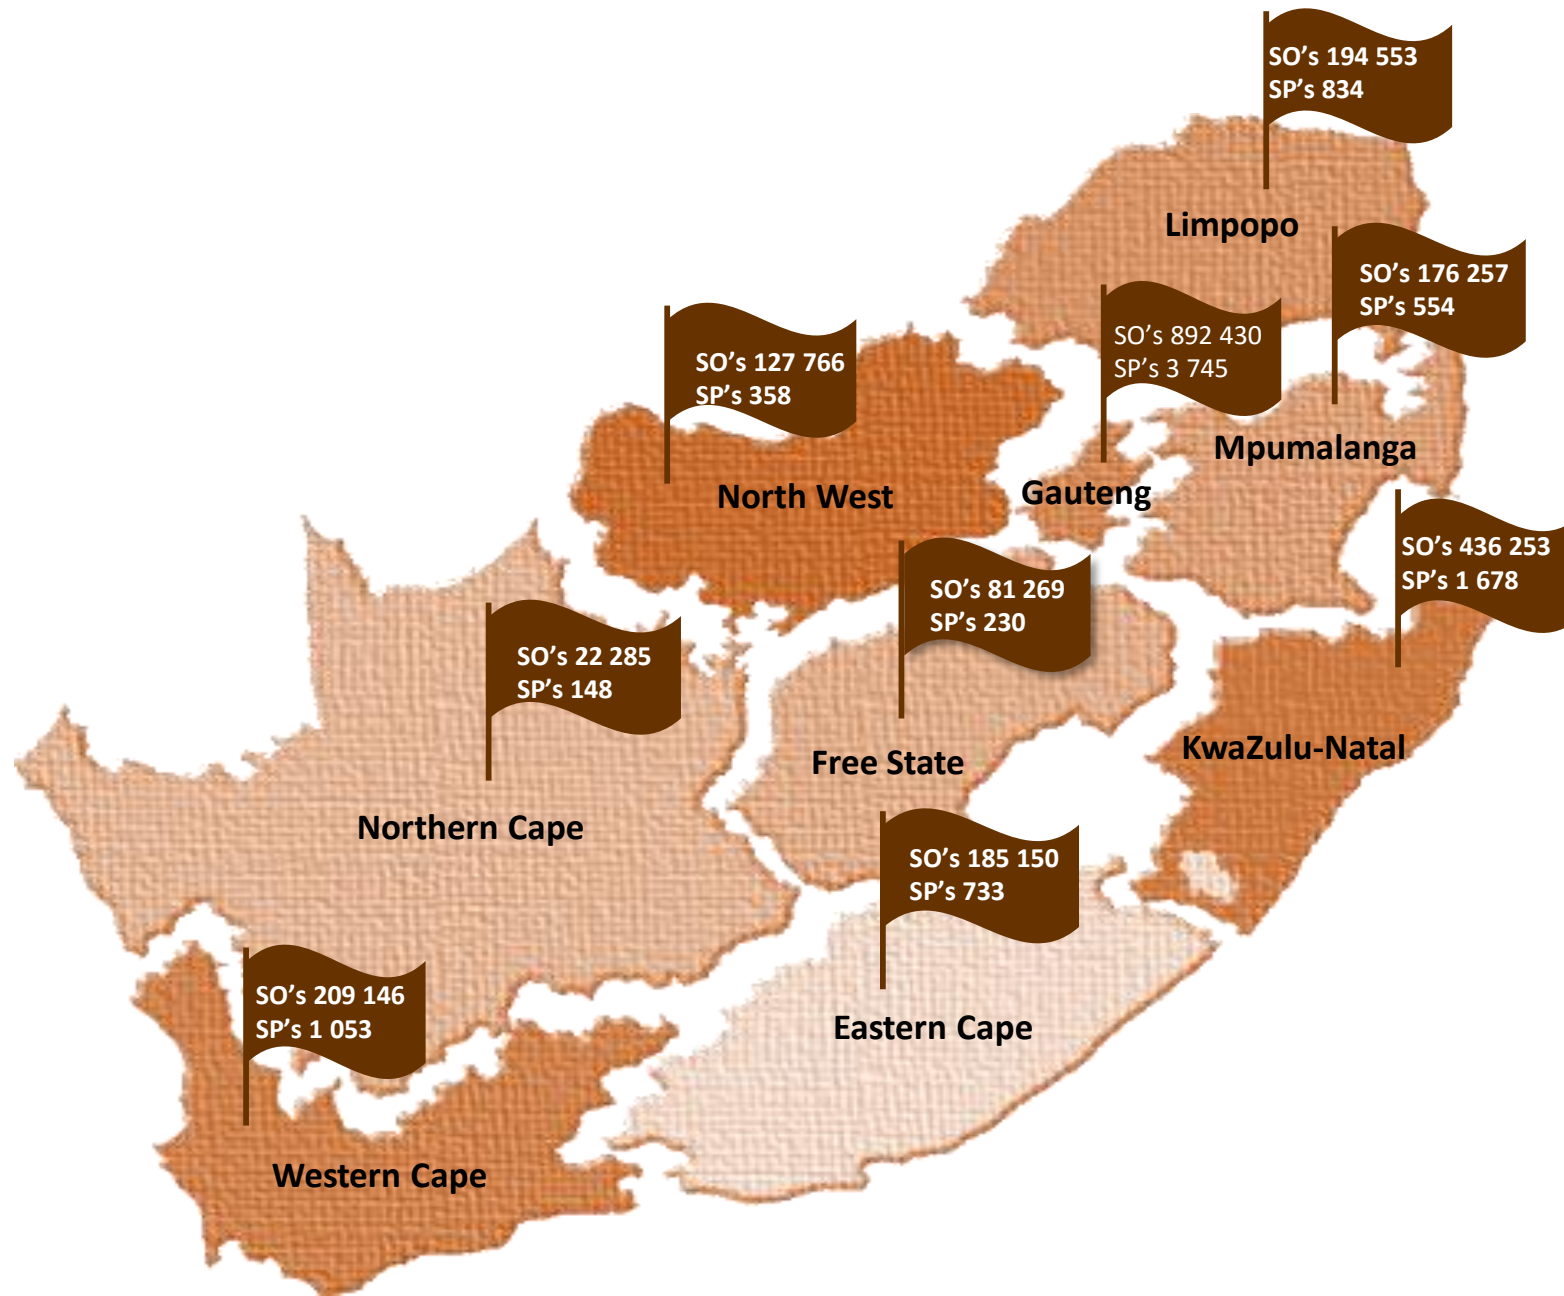 SO’s 194 553
SP’s 834
Limpopo
SO’s 176 257
SP’s 554
Mpumalanga
SO’s 892 430
SP’s 3 745
Gauteng
SO’s 127 766
SP’s 358
North West
SO’s 436 253
SP’s 1 678
KwaZulu-Natal
SO’s 81 269
SP’s 230
Free State
SO’s 22 285
SP’s 148
Northern Cape
SO’s 185 150
SP’s 733
Eastern Cape
SO’s 209 146
SP’s 1 053
Western Cape